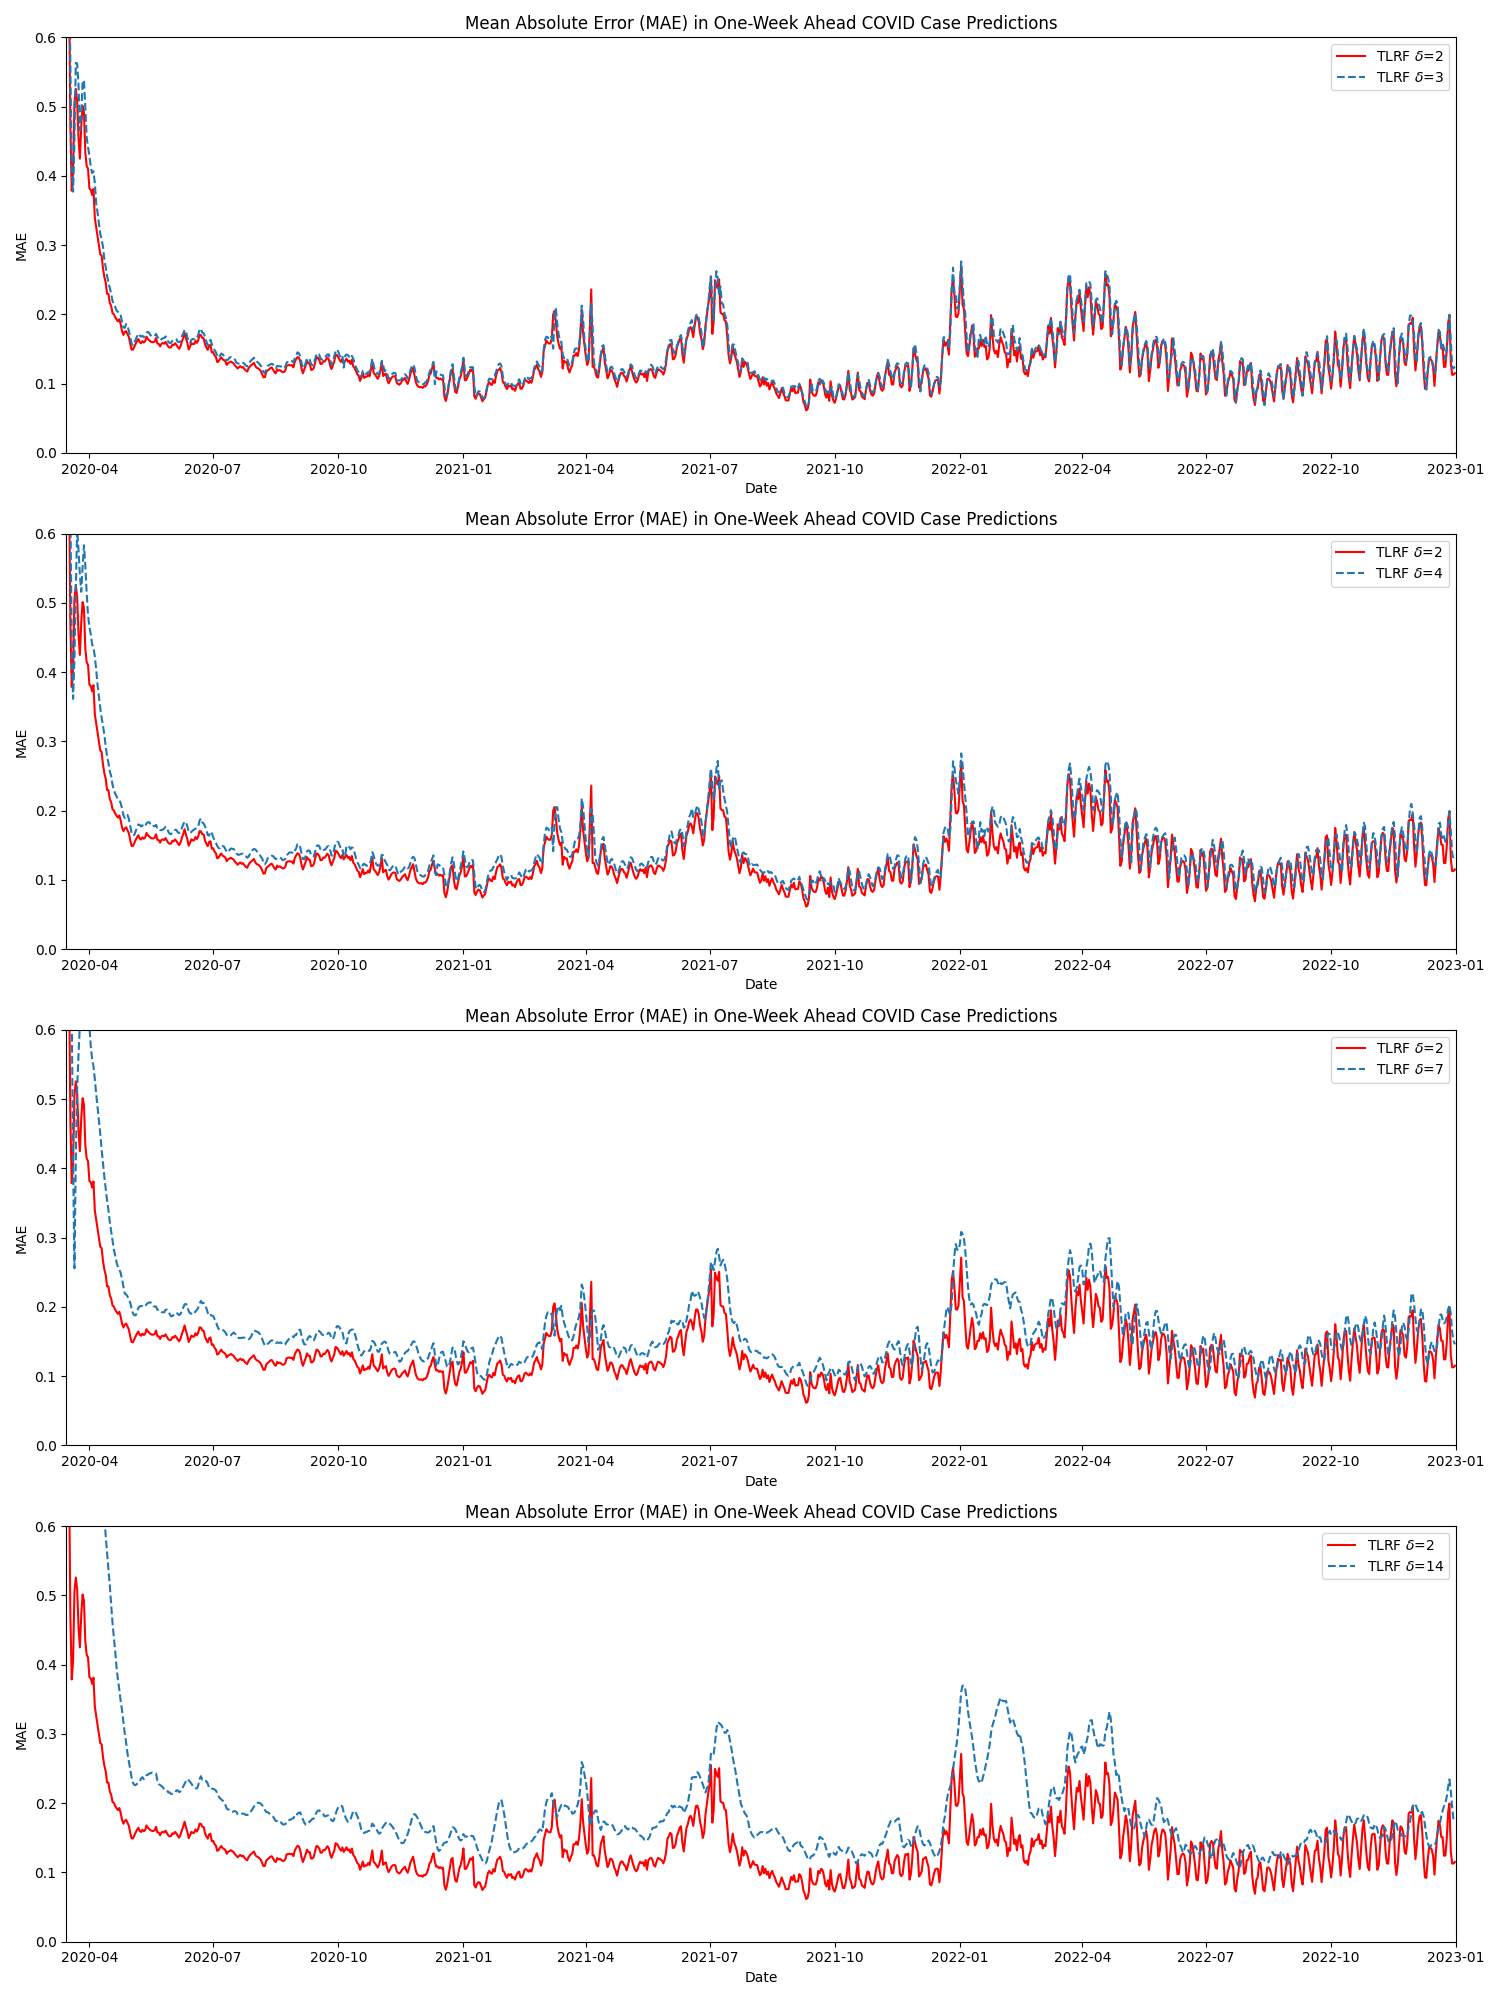 Mean Absolute Error (MAE) in One-Week Ahead COVID Case Predictions
0.6
0.5
0.4
0.3
0.2
0.1
0.0
MAE
TLRF δ=2
TLRF δ=3
2020-04 2020-07 2020-10 2021-01 2021-04 2021-07 2021-10 2022-01 2022-04 2022-07 2022-10 2023-01
Date
Mean Absolute Error (MAE) in One-Week Ahead COVID Case Predictions
0.6
0.5
0.4
0.3
0.2
0.1
0.0
MAE
TLRF δ=2
TLRF δ=4
2020-04 2020-07 2020-10 2021-01 2021-04 2021-07 2021-10 2022-01 2022-04 2022-07 2022-10 2023-01
Date
Mean Absolute Error (MAE) in One-Week Ahead COVID Case Predictions
0.6
0.5
0.4
0.3
0.2
0.1
0.0
MAE
TLRF δ=2
TLRF δ=7
2020-04 2020-07 2020-10 2021-01 2021-04 2021-07 2021-10 2022-01 2022-04 2022-07 2022-10 2023-01
Date
Mean Absolute Error (MAE) in One-Week Ahead COVID Case Predictions
0.6
0.5
0.4
0.3
0.2
0.1
0.0
MAE
TLRF δ=2
TLRF δ=14
2020-04 2020-07 2020-10 2021-01 2021-04 2021-07 2021-10 2022-01 2022-04 2022-07 2022-10 2023-01
Date